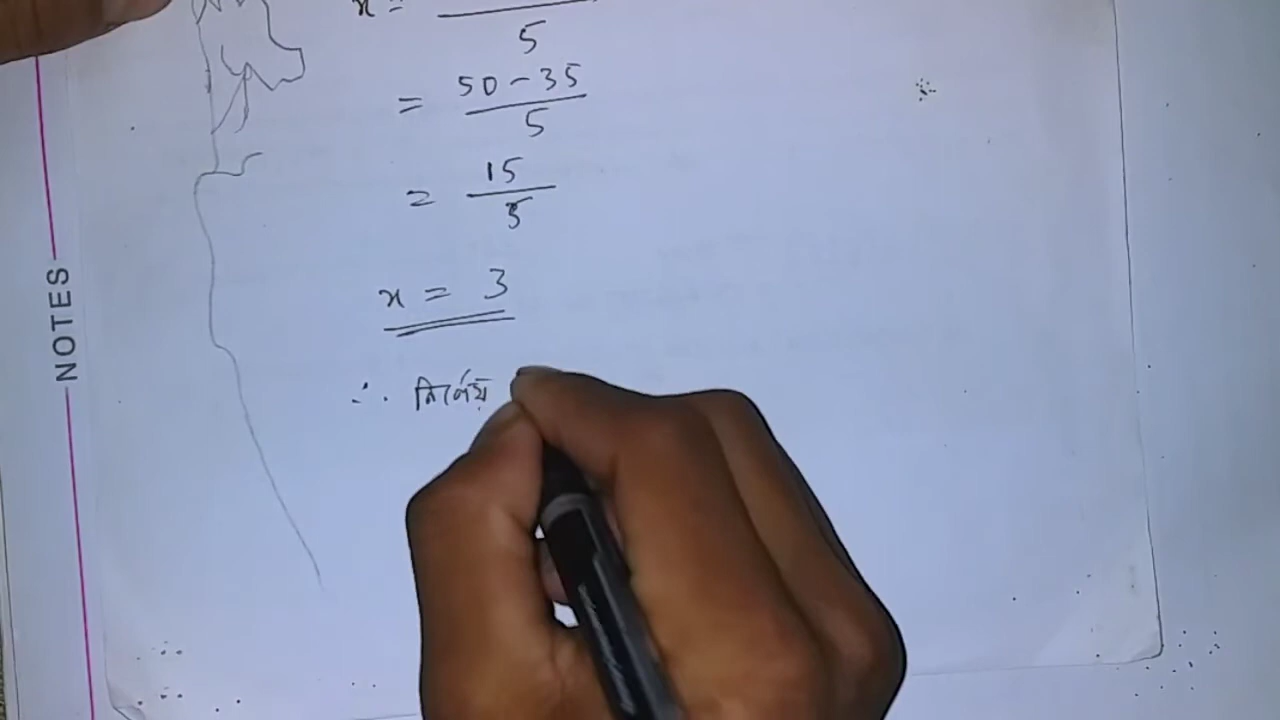 x =
5
= 50 - 35
5
= 15
5
x = 3
∴ নির্ণেয়
NOTES